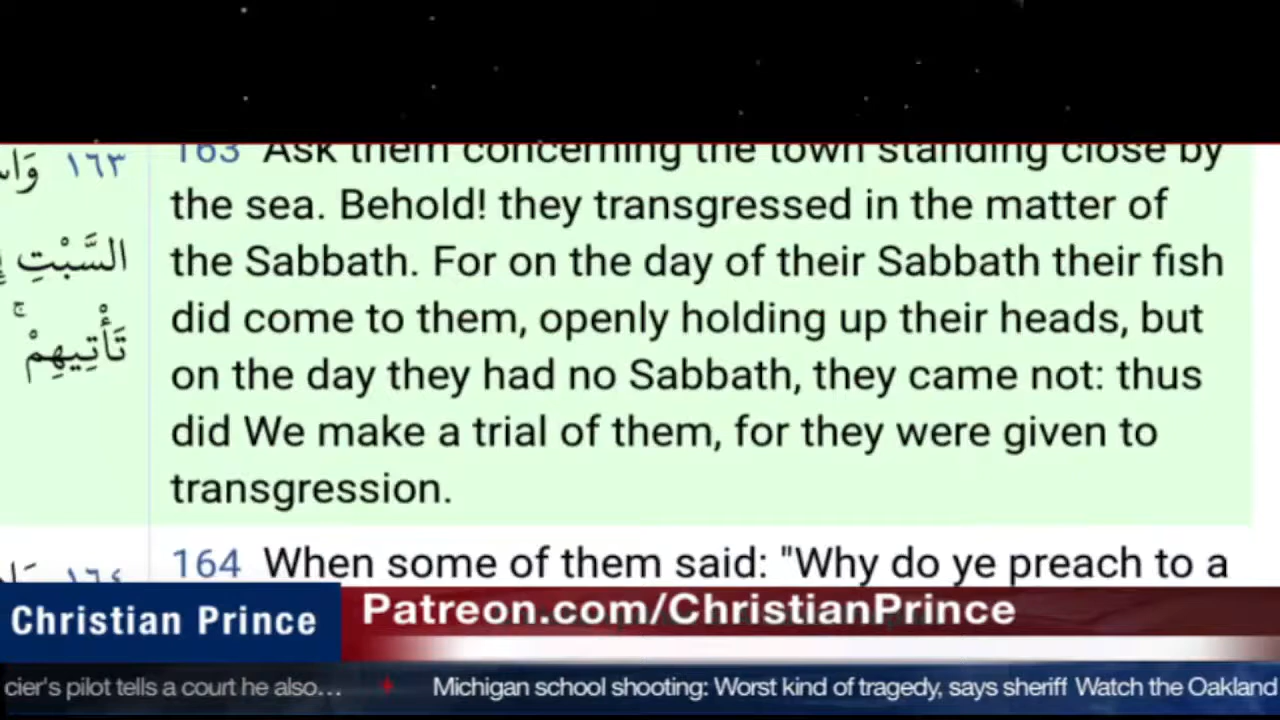 163 Ask them concerning the town standing close by
the sea. Behold! they transgressed in the matter of
the Sabbath. For on the day of their Sabbath their fish
did come to them, openly holding up their heads, but
on the day they had no Sabbath, they came not: thus
did We make a trial of them, for they were given to
transgression.
١٦٣
السَّبْتِ
تَأْتِيهِمْ ۚ
164 When some of them said: "Why do ye preach to a
١٦٤
Christian Prince
Patreon.com/ChristianPrince
cier's pilot tells a court he also... Michigan school shooting: Worst kind of tragedy, says sheriff Watch the Oakland